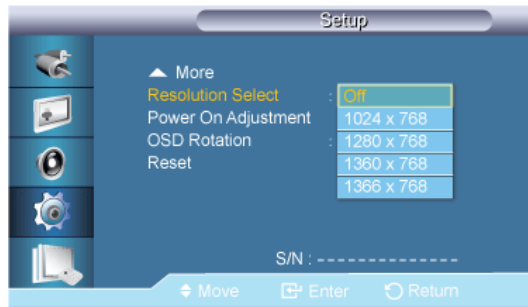 Setup
▲ More
Resolution Select : Off
Power On Adjustment 1024 x 768
OSD Rotation : 1280 x 768
Reset 1360 x 768
1366 x 768
S/N : - - - - - - - - - - - - - -
Move Enter Return